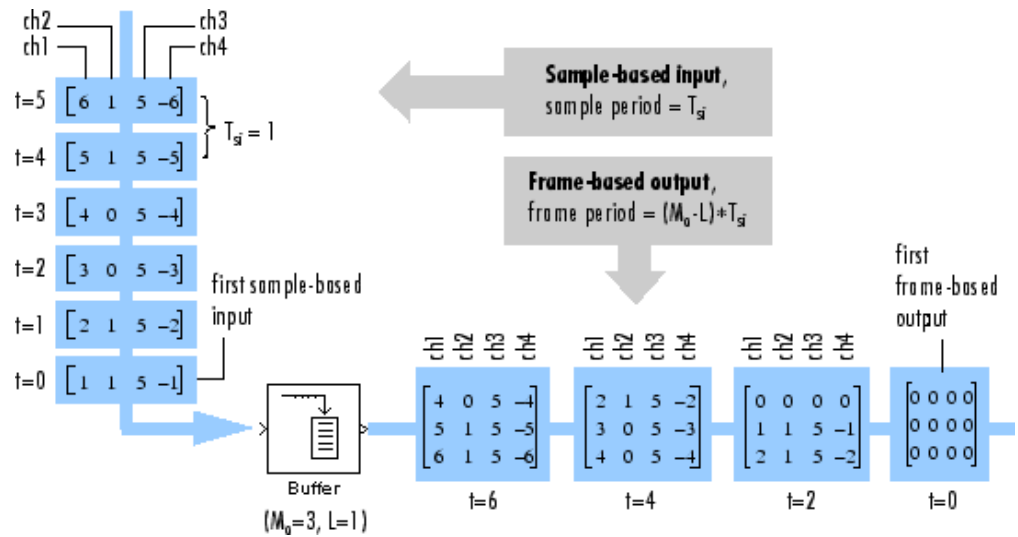 ch2
ch1
ch3
ch4
t=5 [6 1 5 –6]
T_si = 1
t=4 [5 1 5 –5]
t=3 [4 0 5 –4]
t=2 [3 0 5 –3]
t=1 [2 1 5 –2]
t=0 [1 1 5 –1]
first sample-based
input
Sample-based input,
sample period = T_si
Frame-based output,
frame period = (M_o-L)*T_si
first
frame-based
output
Buffer
(M_o=3, L=1)
ch1 ch2 ch3 ch4
4 0 5 –4
5 1 5 –5
6 1 5 –6
t=6
ch1 ch2 ch3 ch4
2 1 5 –2
3 0 5 –3
4 0 5 –4
t=4
ch1 ch2 ch3 ch4
0 0 0 0
1 1 5 –1
2 1 5 –2
t=2
0 0 0 0
0 0 0 0
0 0 0 0
t=0